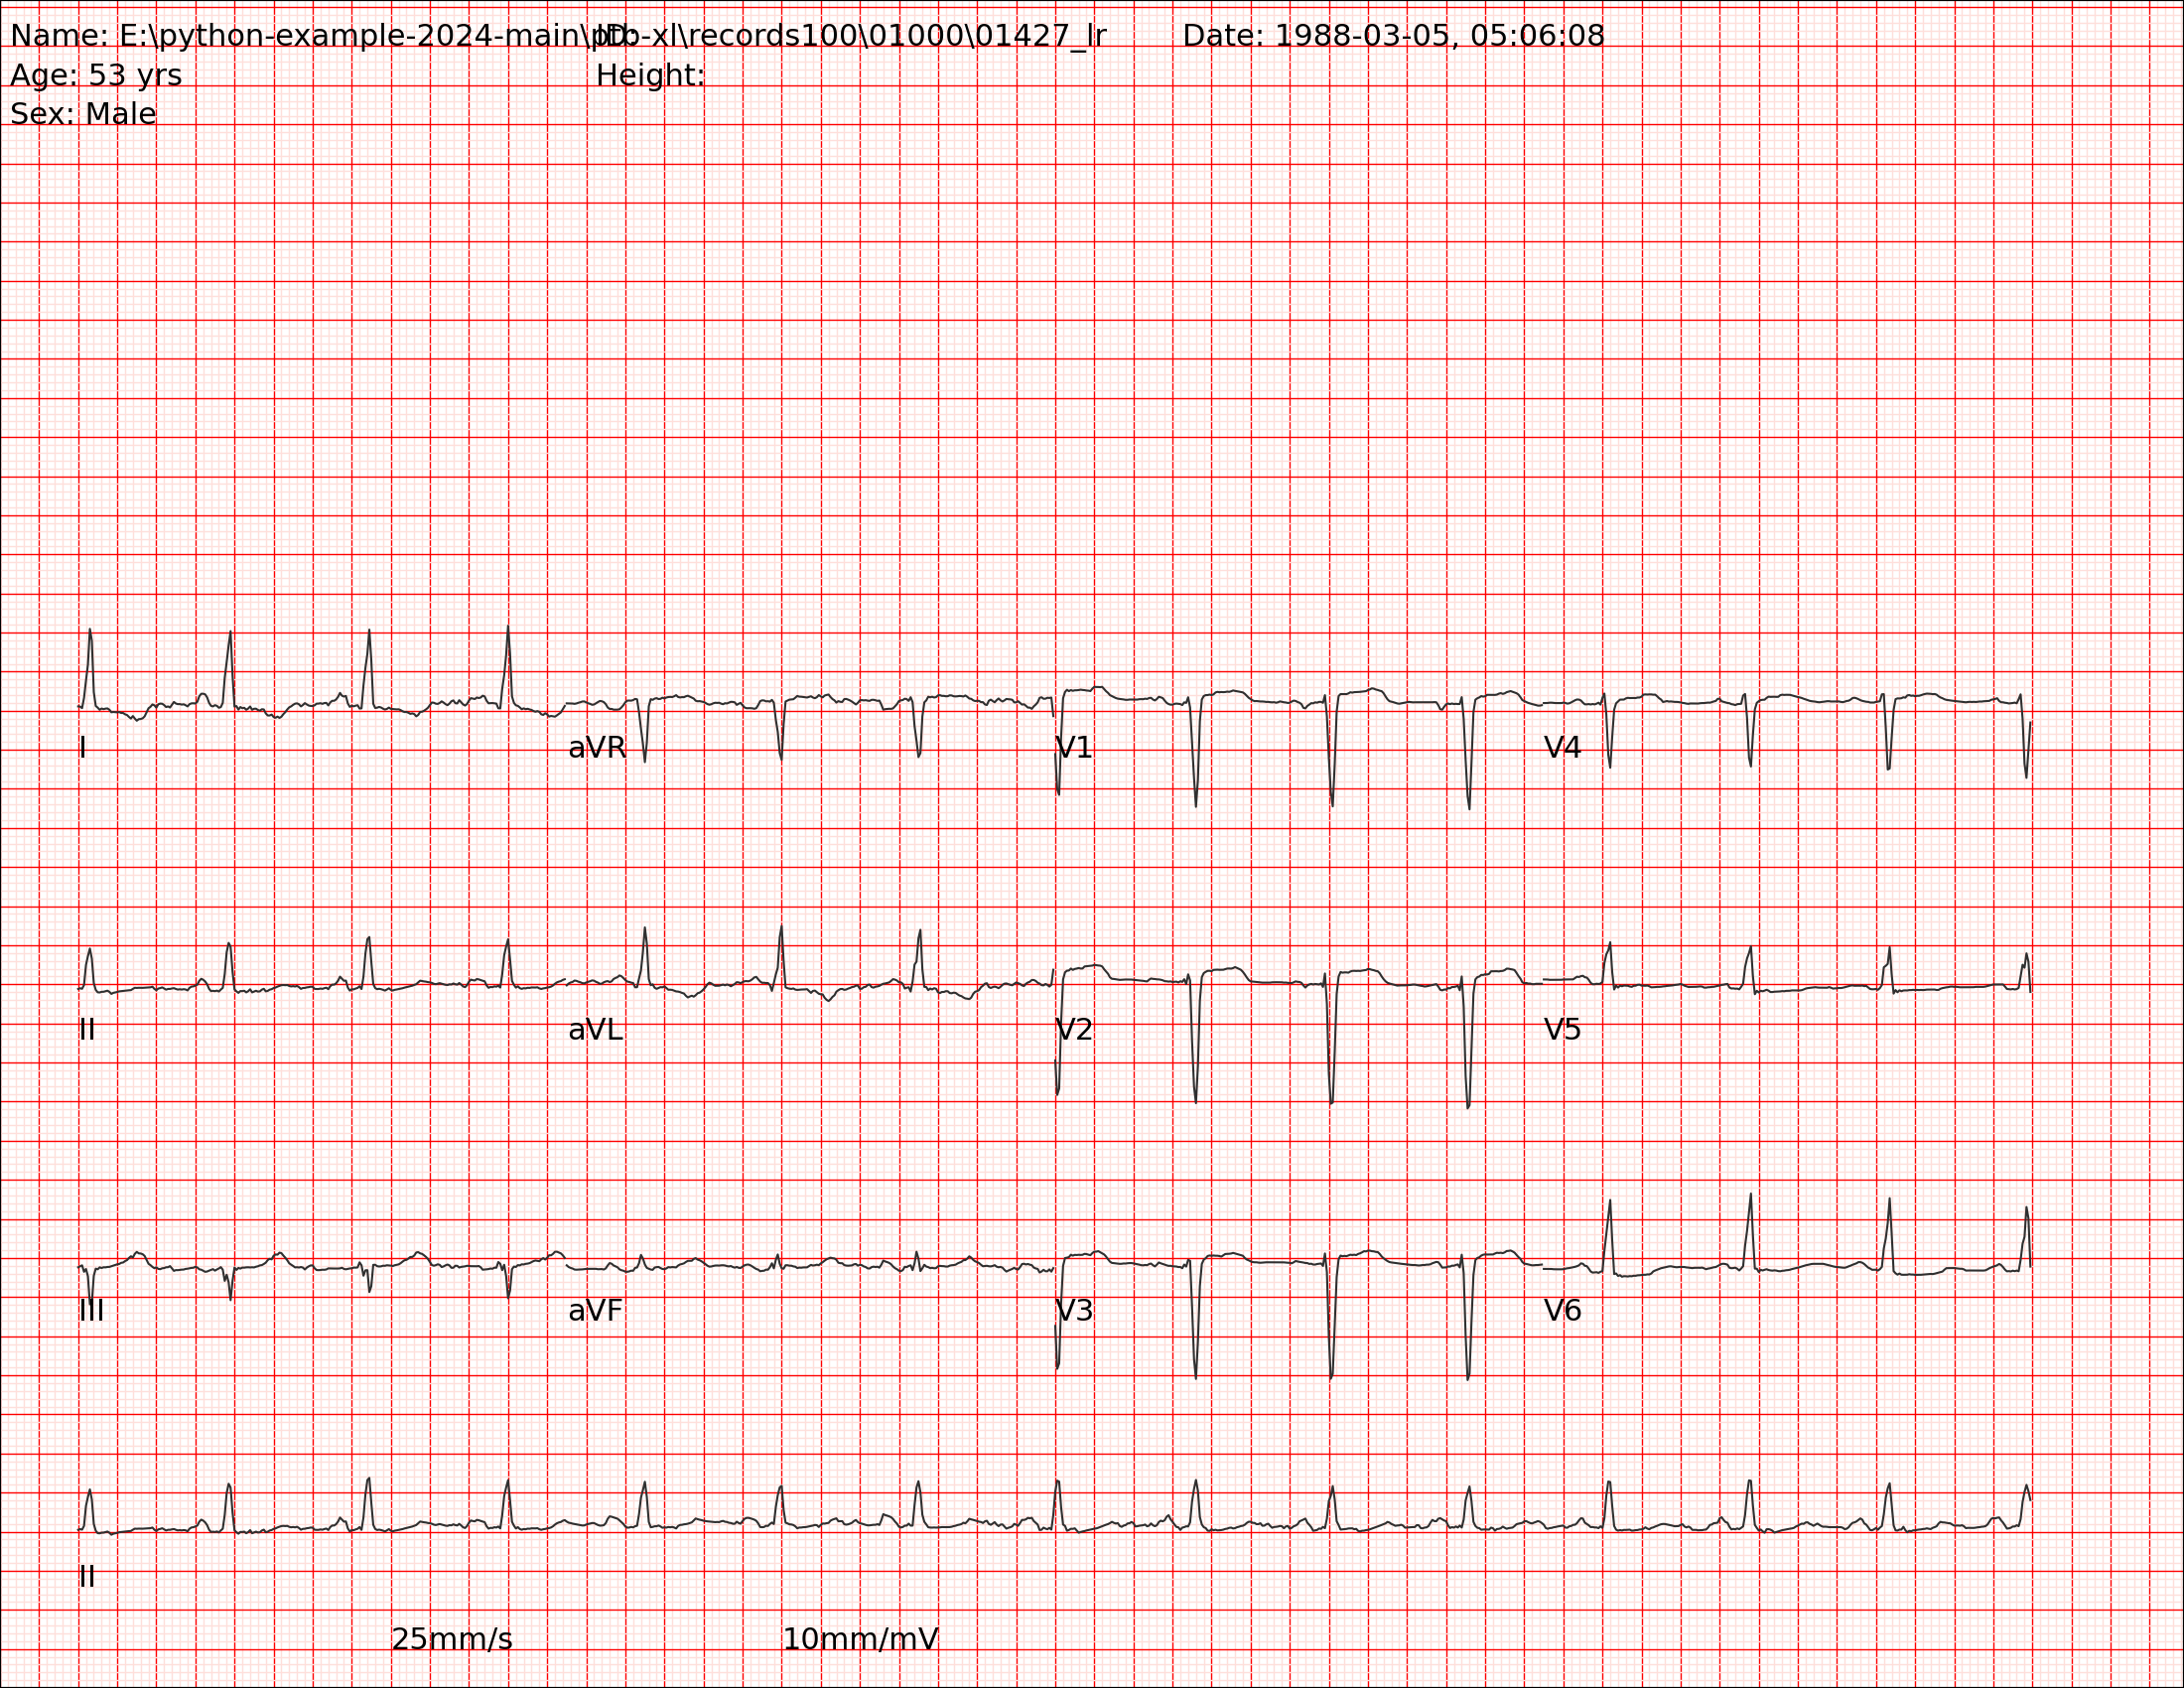 Name: E:\python-example-2024-main\ptb-xl\records100\01000\01427_lr ID: Date: 1988-03-05, 05:06:08
Age: 53 yrs Height:
Sex: Male
I aVR V1 V4
II aVL V2 V5
III aVF V3 V6
II
25mm/s 10mm/mV